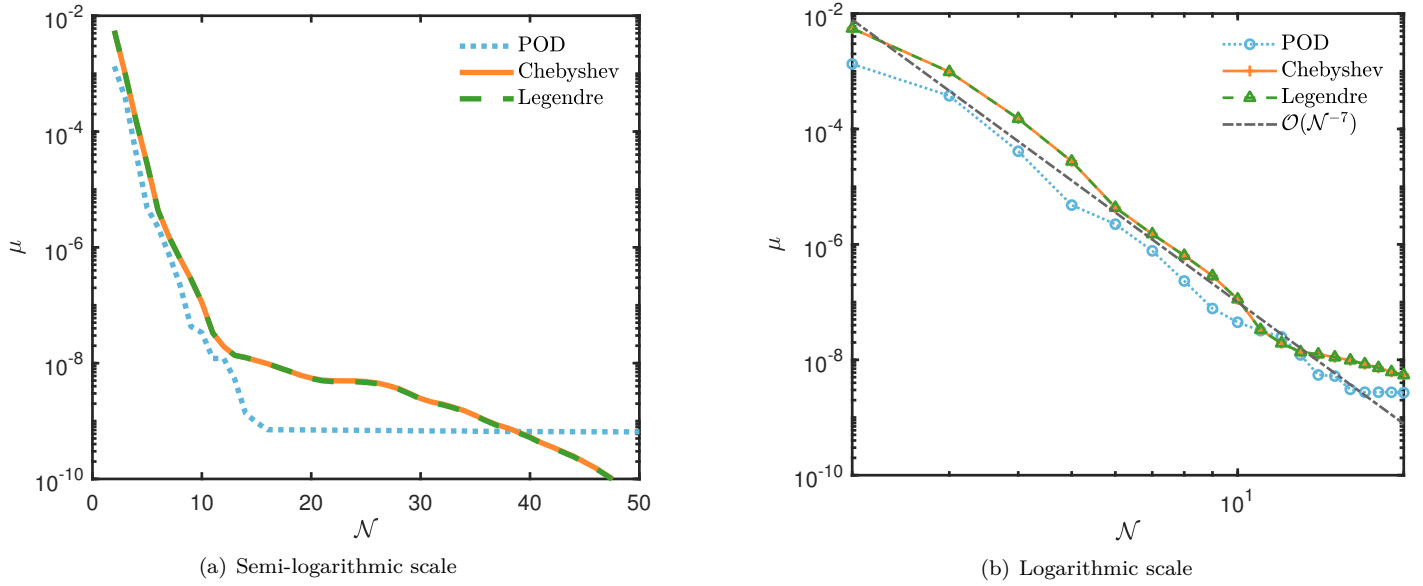 10^-2
10^-4
10^-6
10^-8
10^-10
μ
0
10
20
30
40
50
𝒩
POD
Chebyshev
Legendre
(a) Semi-logarithmic scale
10^-2
10^-4
10^-6
10^-8
10^-10
μ
10^1
𝒩
POD
Chebyshev
Legendre
𝒪(𝒩^-7)
(b) Logarithmic scale